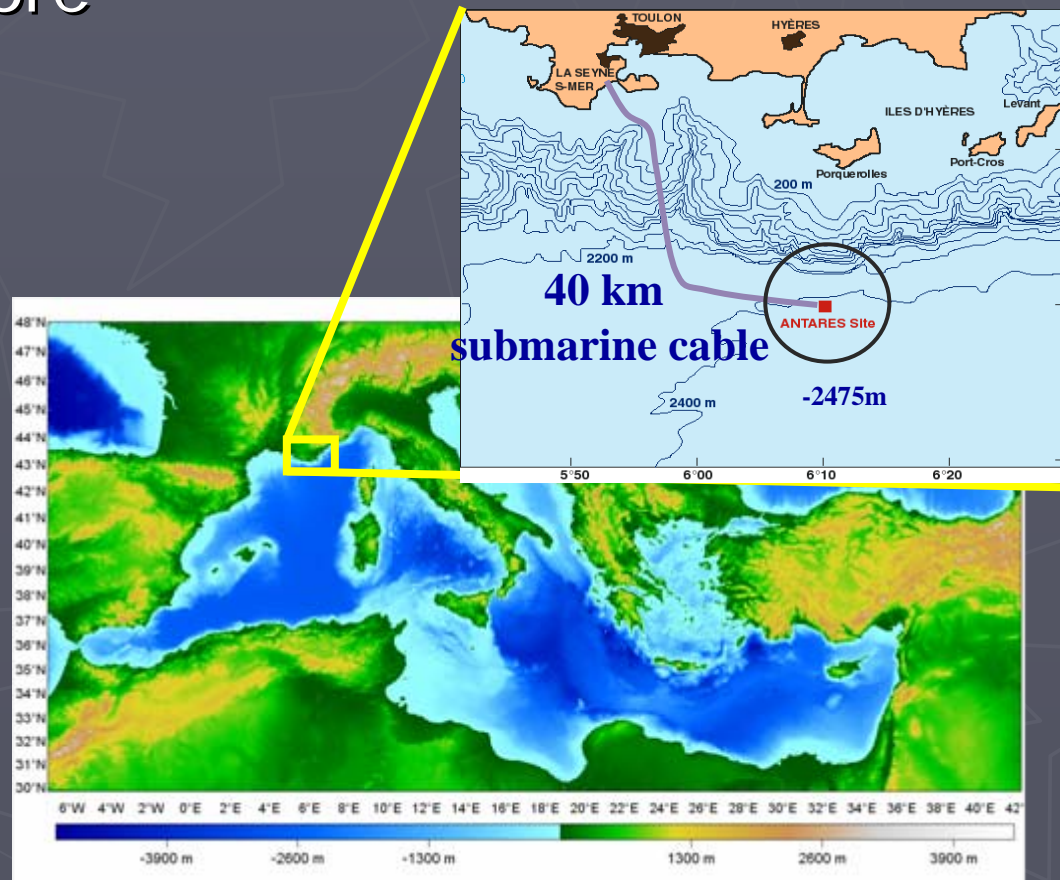 TOULON
HYÈRES
LA SEYNE
S-MER
ILES D'HYÈRES
Levant
Port-Cros
Porquerolles
200 m
2200 m
40 km
submarine cable
ANTARES Site
-2475m
2400 m
5°50
6°00
6°10
6°20
48°N
47°N
46°N
45°N
44°N
43°N
42°N
41°N
40°N
39°N
38°N
37°N
36°N
35°N
34°N
33°N
32°N
31°N
30°N
6°W 4°W 2°W 0°E 2°E 4°E 6°E 8°E 10°E 12°E 14°E 16°E 18°E 20°E 22°E 24°E 26°E 28°E 30°E 32°E 34°E 36°E 38°E 40°E 42°
-3900 m -2600 m -1300 m 1300 m 2600 m 3900 m